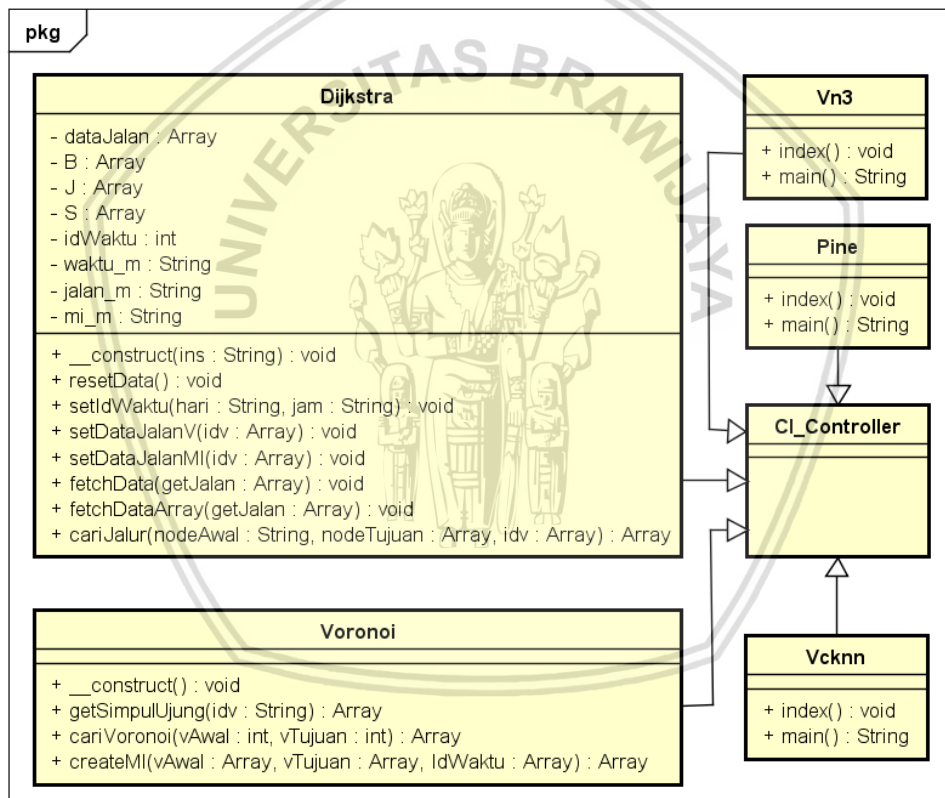 pkg
UNIVERSITAS BRAWIJAYA
Dijkstra
- dataJalan : Array
- B : Array
- J : Array
- S : Array
- idWaktu : int
- waktu_m : String
- jalan_m : String
- mi_m : String
+ __construct(ins : String) : void
+ resetData() : void
+ setIdWaktu(hari : String, jam : String) : void
+ setDataJalanV(idv : Array) : void
+ setDataJalanMI(idv : Array) : void
+ fetchData(getJalan : Array) : void
+ fetchDataArray(getJalan : Array) : void
+ cariJalur(nodeAwal : String, nodeTujuan : Array, idv : Array) : Array
Vn3
+ index() : void
+ main() : String
Pine
+ index() : void
+ main() : String
CI_Controller
Voronoi
+ __construct() : void
+ getSimpulUjung(idv : String) : Array
+ cariVoronoi(vAwal : int, vTujuan : int) : Array
+ createMI(vAwal : Array, vTujuan : Array, IdWaktu : Array) : Array
Vcknn
+ index() : void
+ main() : String